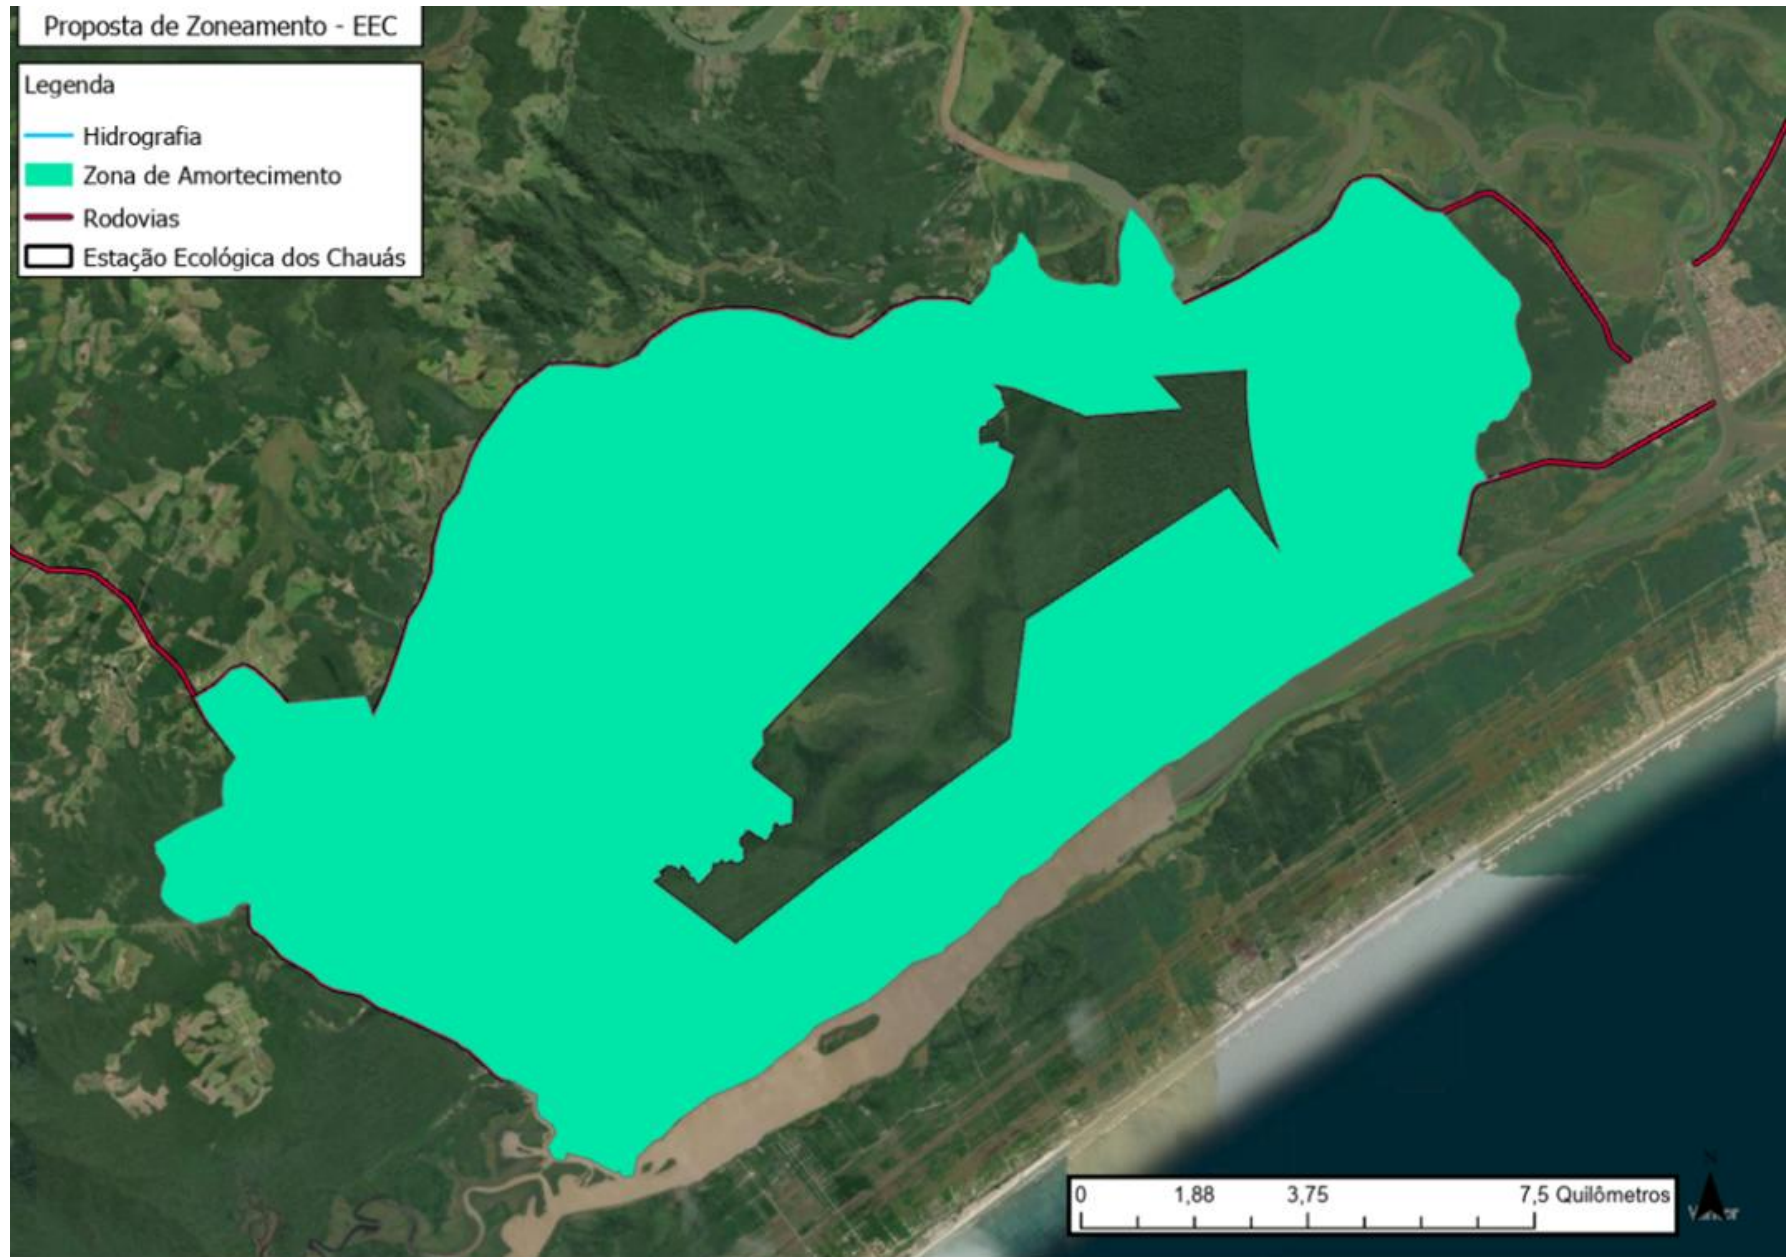 Proposta de Zoneamento - EEC
Legenda
Hidrografia
Zona de Amortecimento
Rodovias
Estação Ecológica dos Chauás
0 1,88 3,75 7,5 Quilômetros